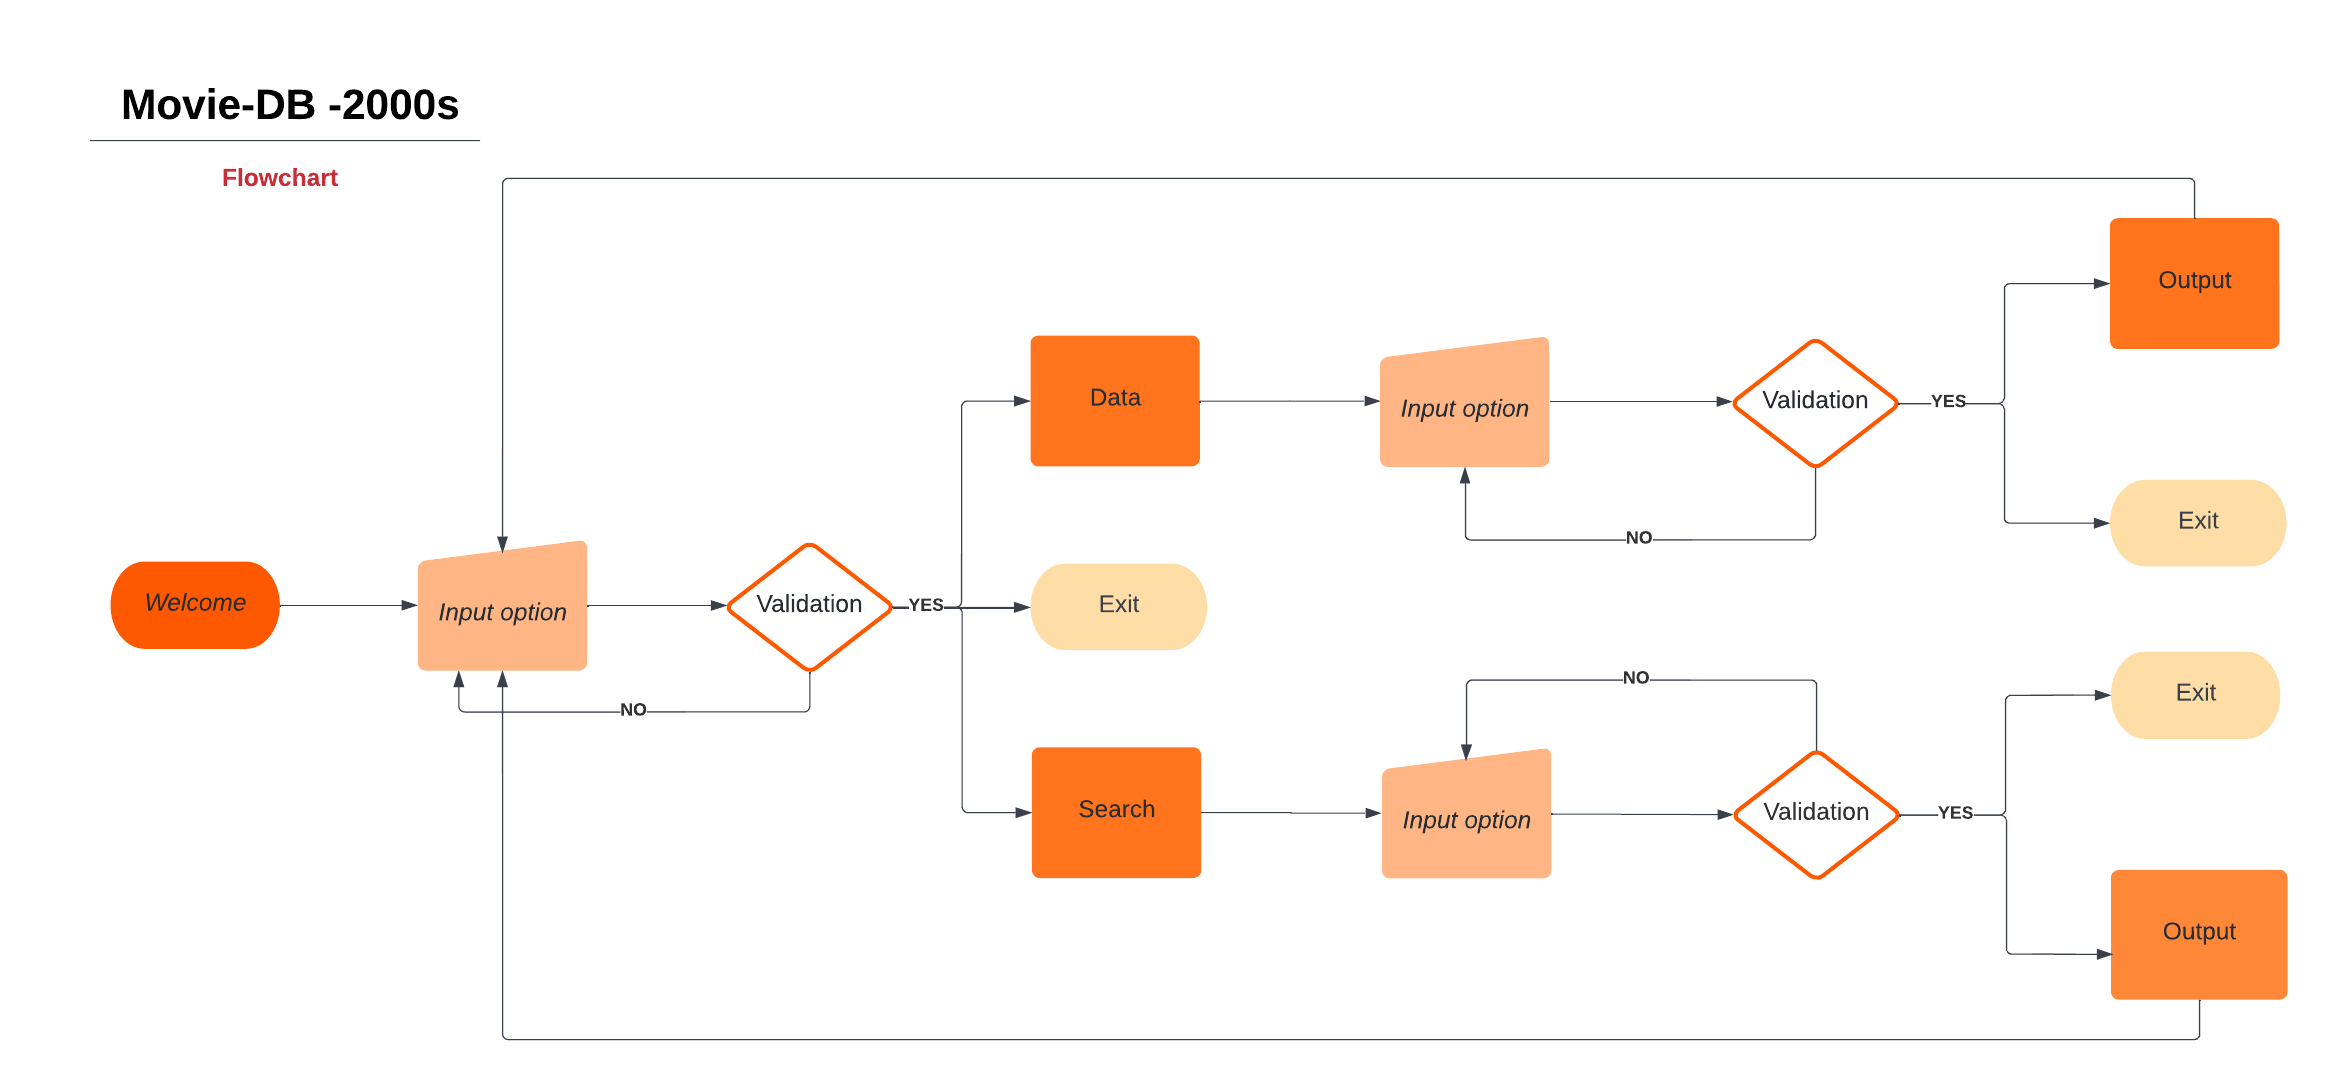 Movie-DB -2000s
Flowchart
Output
Data
Input option
Validation
YES
Exit
NO
Welcome
Input option
Validation
YES
Exit
NO
NO
Exit
Search
Input option
Validation
YES
Output